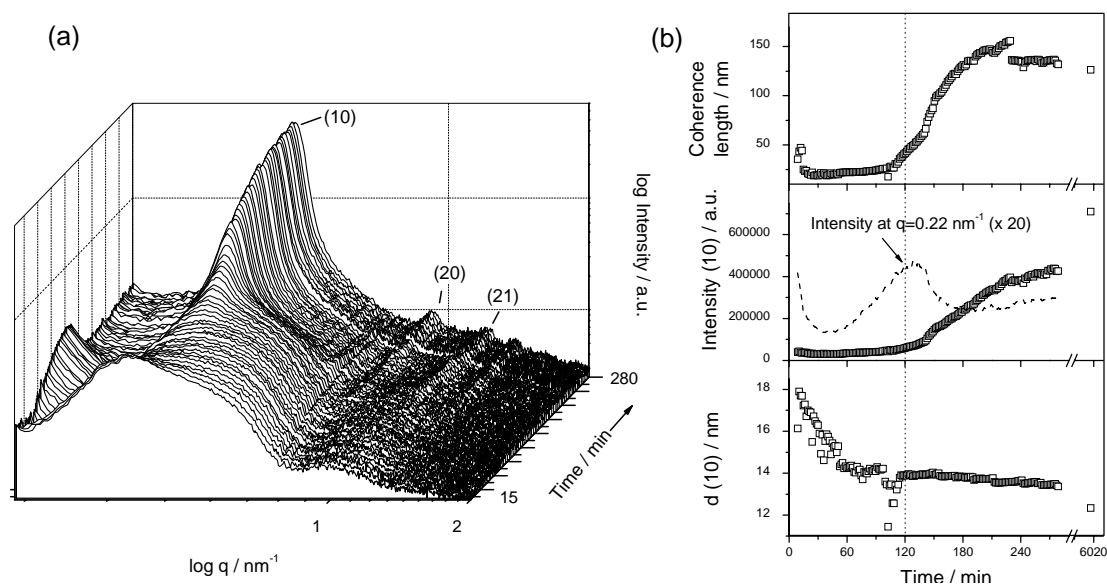 (a)
(10)
(20)
(21)
log Intensity / a.u.
280
Time / min
15
1
2
log q / nm⁻¹
(b)
Coherence
length / nm
150
100
50
Intensity (10) / a.u.
600000
400000
200000
0
Intensity at q=0.22 nm⁻¹ (x 20)
d (10) / nm
18
16
14
12
0
60
120
180
240
6020
Time / min